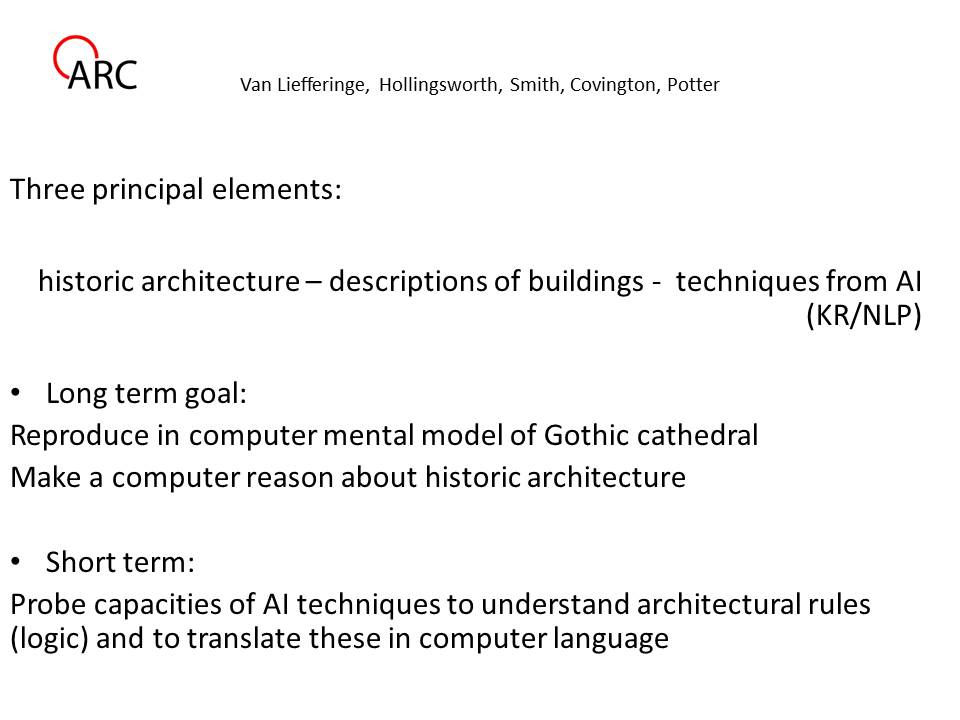 ARC
Van Liefferinge, Hollingsworth, Smith, Covington, Potter
Three principal elements:
historic architecture – descriptions of buildings - techniques from AI
(KR/NLP)
• Long term goal:
Reproduce in computer mental model of Gothic cathedral
Make a computer reason about historic architecture
• Short term:
Probe capacities of AI techniques to understand architectural rules
(logic) and to translate these in computer language